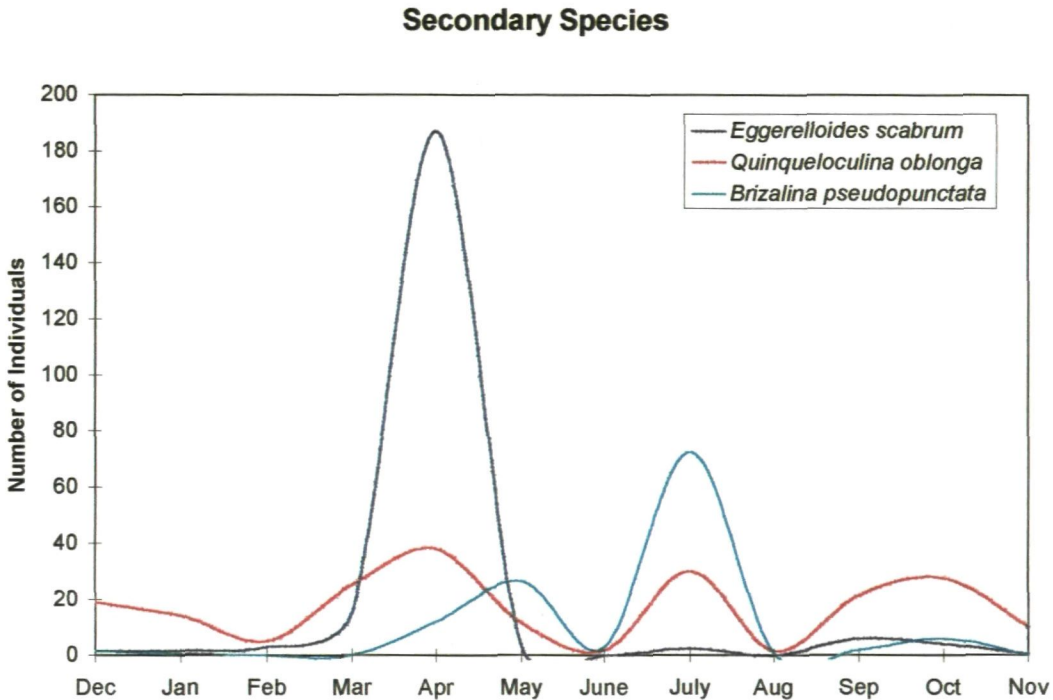 Secondary Species
Eggerelloides scabrum
Quinqueloculina oblonga
Brizalina pseudopunctata
Number of Individuals
200
180
160
140
120
100
80
60
40
20
0
Dec Jan Feb Mar Apr May June July Aug Sep Oct Nov